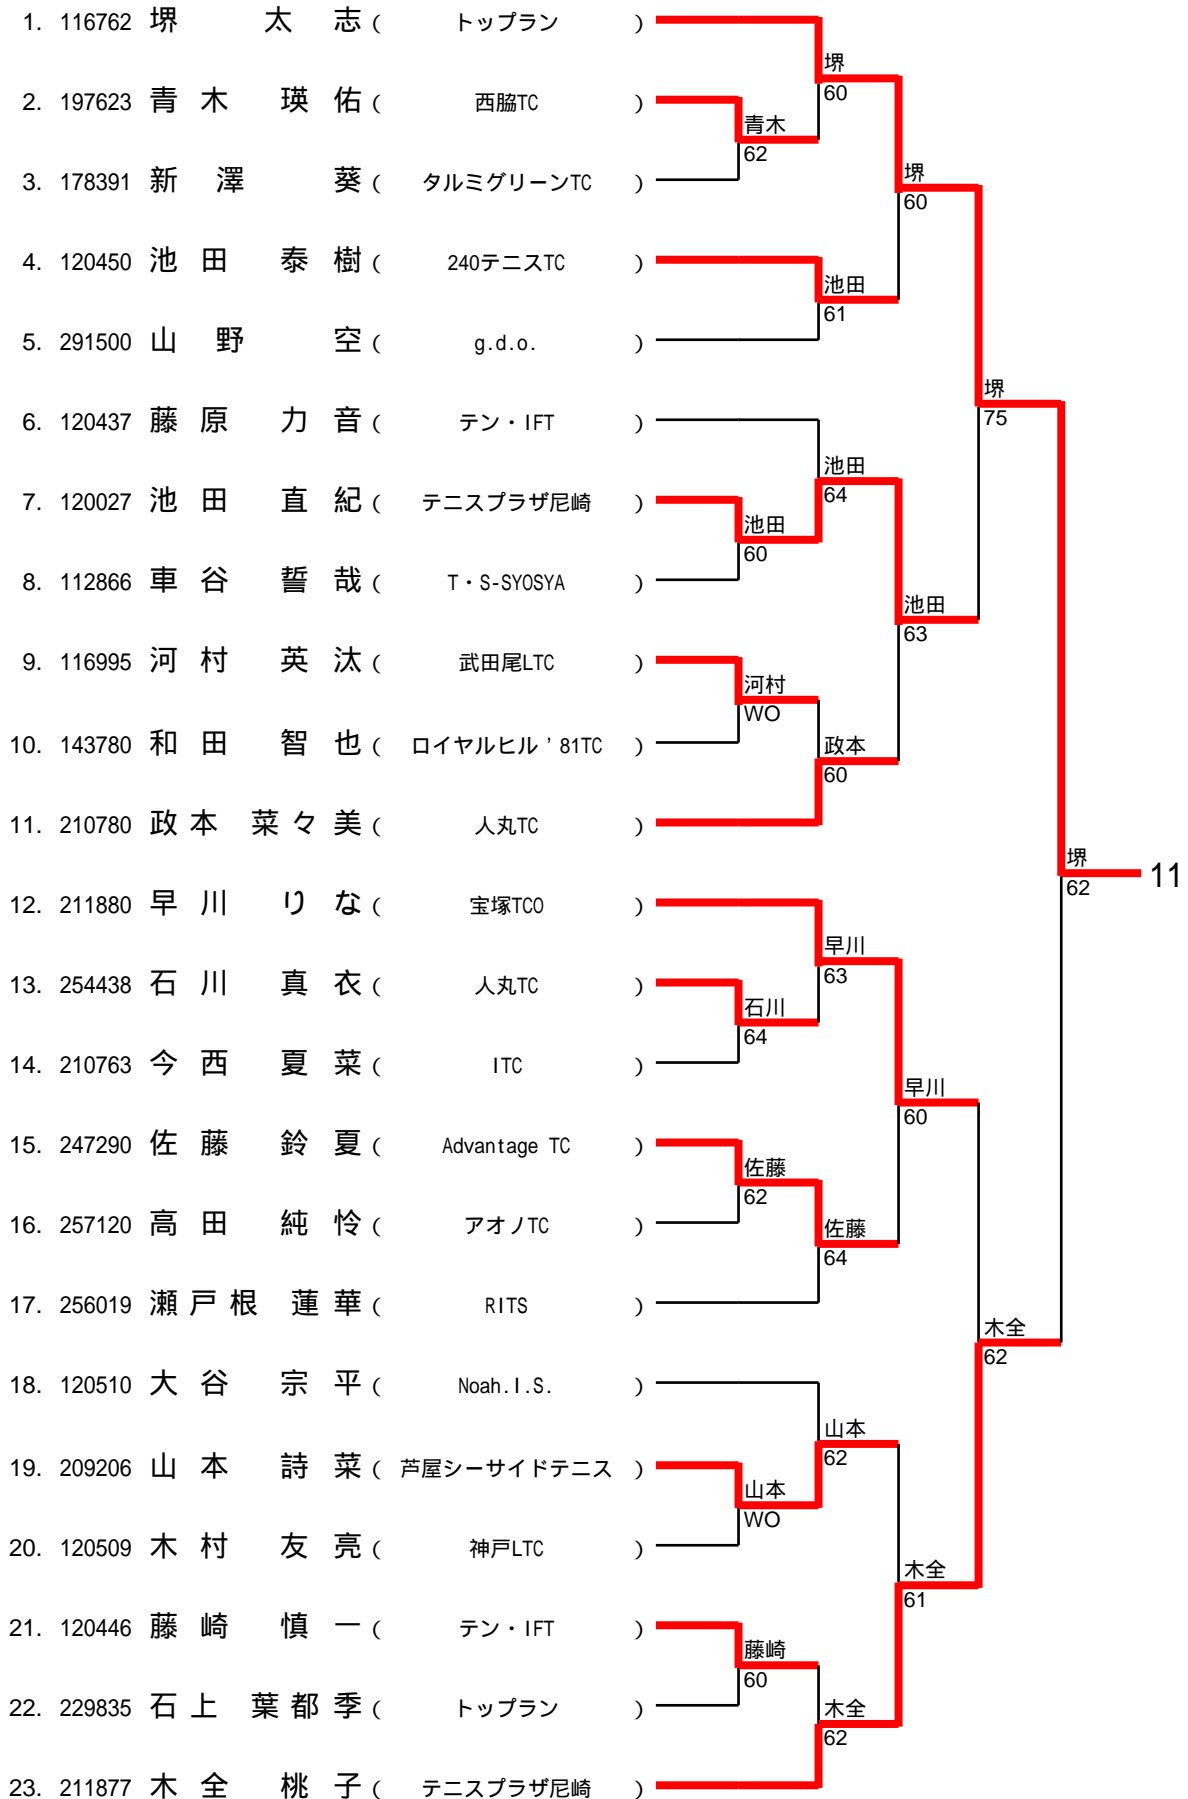 1. 116762 堺 太 志 ( トップラン )
堺
60
2. 197623 青 木 瑛 佑 ( 西脇TC )
青木
62
3. 178391 新 澤 葵 ( タルミグリーンTC )
堺
60
4. 120450 池 田 泰 樹 ( 240テニスTC )
池田
61
5. 291500 山 野 空 ( g.d.o. )
堺
75
6. 120437 藤 原 力 音 ( テン・IFT )
池田
64
7. 120027 池 田 直 紀 ( テニスプラザ尼崎 )
池田
60
8. 112866 車 谷 誓 哉 ( T・S-SYOSYA )
池田
63
9. 116995 河 村 英 汰 ( 武田尾LTC )
河村
WO
10. 143780 和 田 智 也 ( ロイヤルヒル'81TC )
政本
60
11. 210780 政 本 菜 々 美 ( 人丸TC )
堺
62
11
12. 211880 早 川 り な ( 宝塚TCO )
早川
63
13. 254438 石 川 真 衣 ( 人丸TC )
石川
64
14. 210763 今 西 夏 菜 ( ITC )
早川
60
15. 247290 佐 藤 鈴 夏 ( Advantage TC )
佐藤
62
16. 257120 高 田 純 怜 ( アオノTC )
佐藤
64
17. 256019 瀬 戸 根 蓮 華 ( RITS )
木全
62
18. 120510 大 谷 宗 平 ( Noah.I.S. )
山本
62
19. 209206 山 本 詩 菜 ( 芦屋シーサイドテニス )
山本
WO
20. 120509 木 村 友 亮 ( 神戸LTC )
木全
61
21. 120446 藤 崎 慎 一 ( テン・IFT )
藤崎
60
22. 229835 石 上 葉 都 季 ( トップラン )
木全
62
23. 211877 木 全 桃 子 ( テニスプラザ尼崎 )